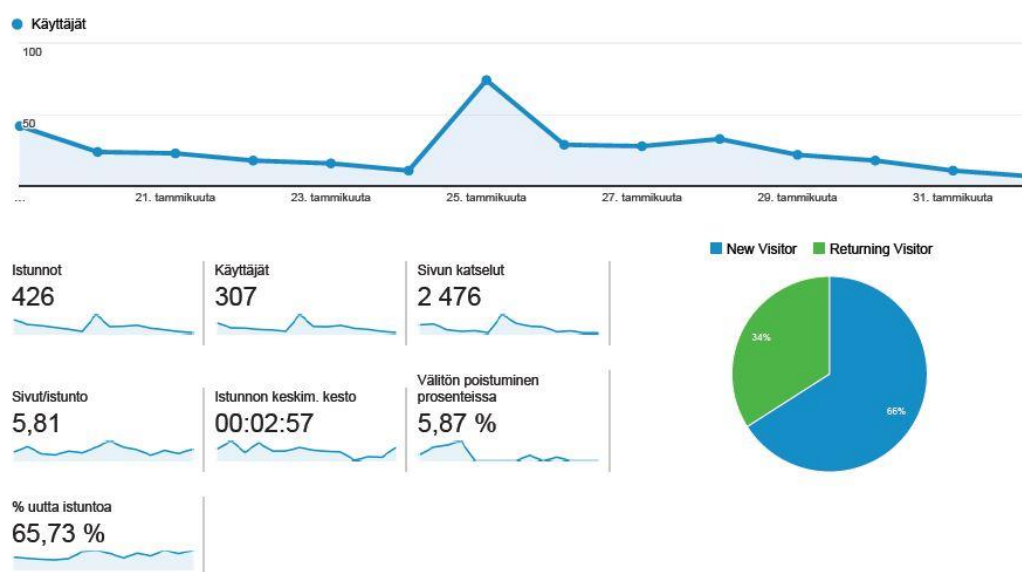 Käyttäjät
100
50
...
21. tammikuuta
23. tammikuuta
25. tammikuuta
27. tammikuuta
29. tammikuuta
31. tammikuuta
New Visitor
Returning Visitor
Istunnot
426
Käyttäjät
307
Sivun katselut
2 476
34%
66%
Sivut/istunto
5,81
Istunnon keskim. kesto
00:02:57
Välitön poistuminen
prosenteissa
5,87 %
% uutta istuntoa
65,73 %